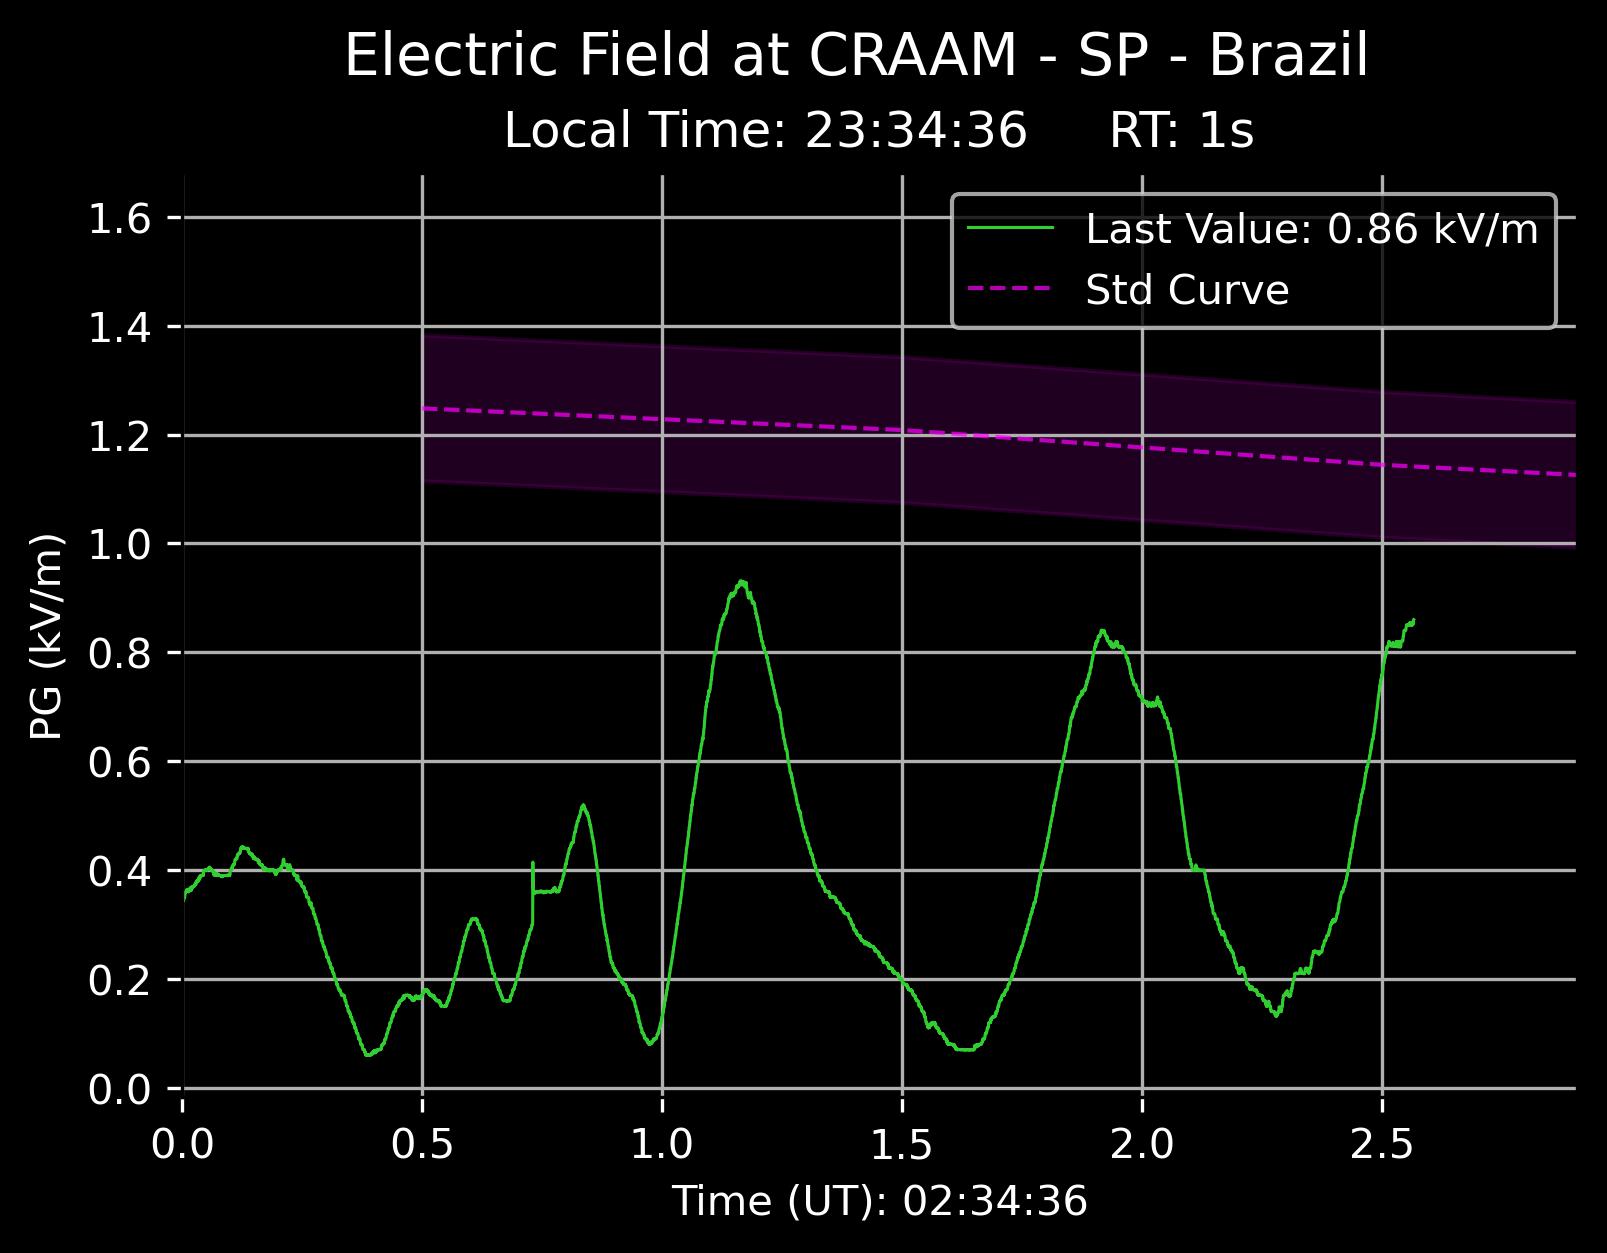 Electric Field at CRAAM - SP - Brazil
Local Time: 23:34:36 RT: 1s
Last Value: 0.86 kV/m
Std Curve
1.6
1.4
1.2
1.0
0.8
0.6
0.4
0.2
0.0
PG (kV/m)
0.0 0.5 1.0 1.5 2.0 2.5
Time (UT): 02:34:36